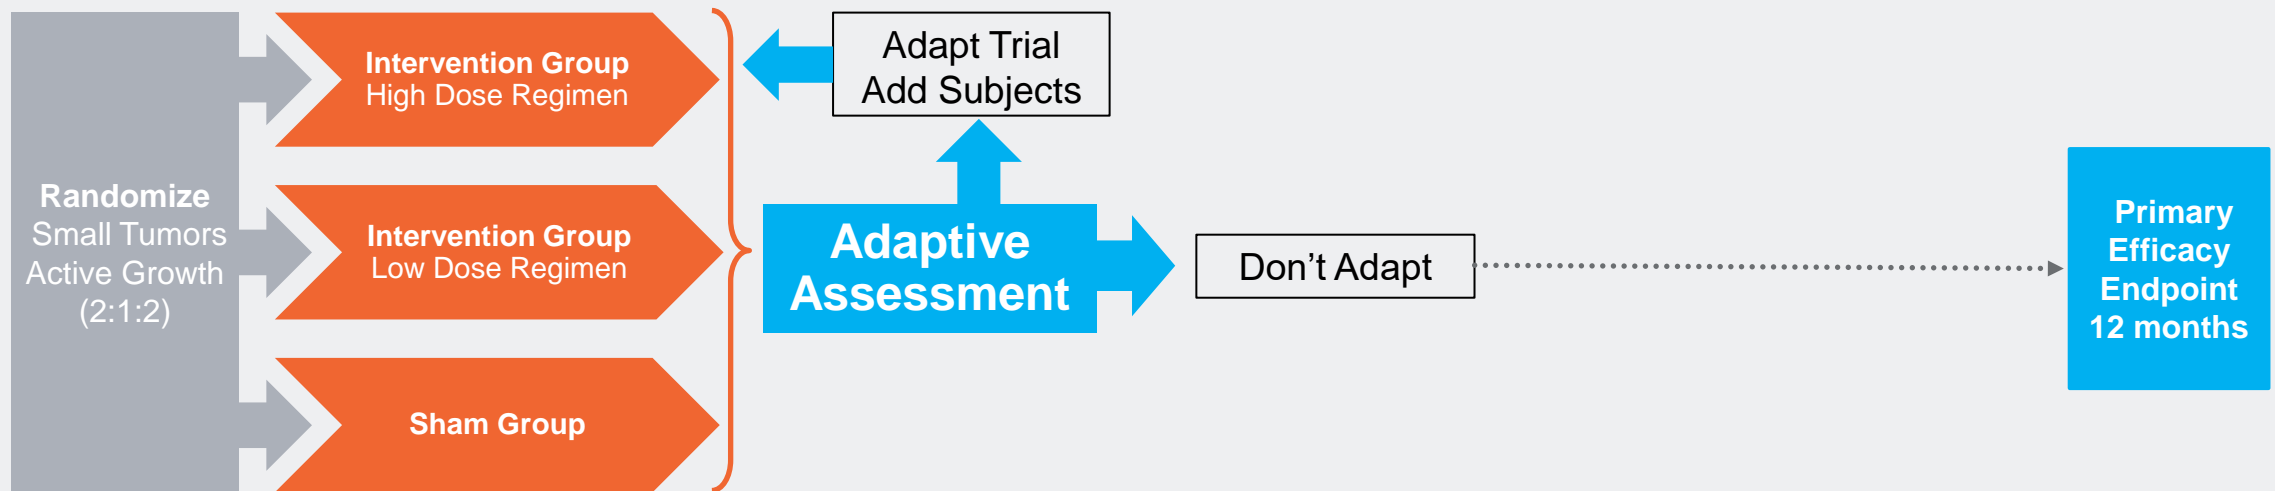 Randomize
Small Tumors
Active Growth
(2:1:2)
Intervention Group
High Dose Regimen
Intervention Group
Low Dose Regimen
Sham Group
Adapt Trial
Add Subjects
Adaptive
Assessment
Don’t Adapt
Primary
Efficacy
Endpoint
12 months